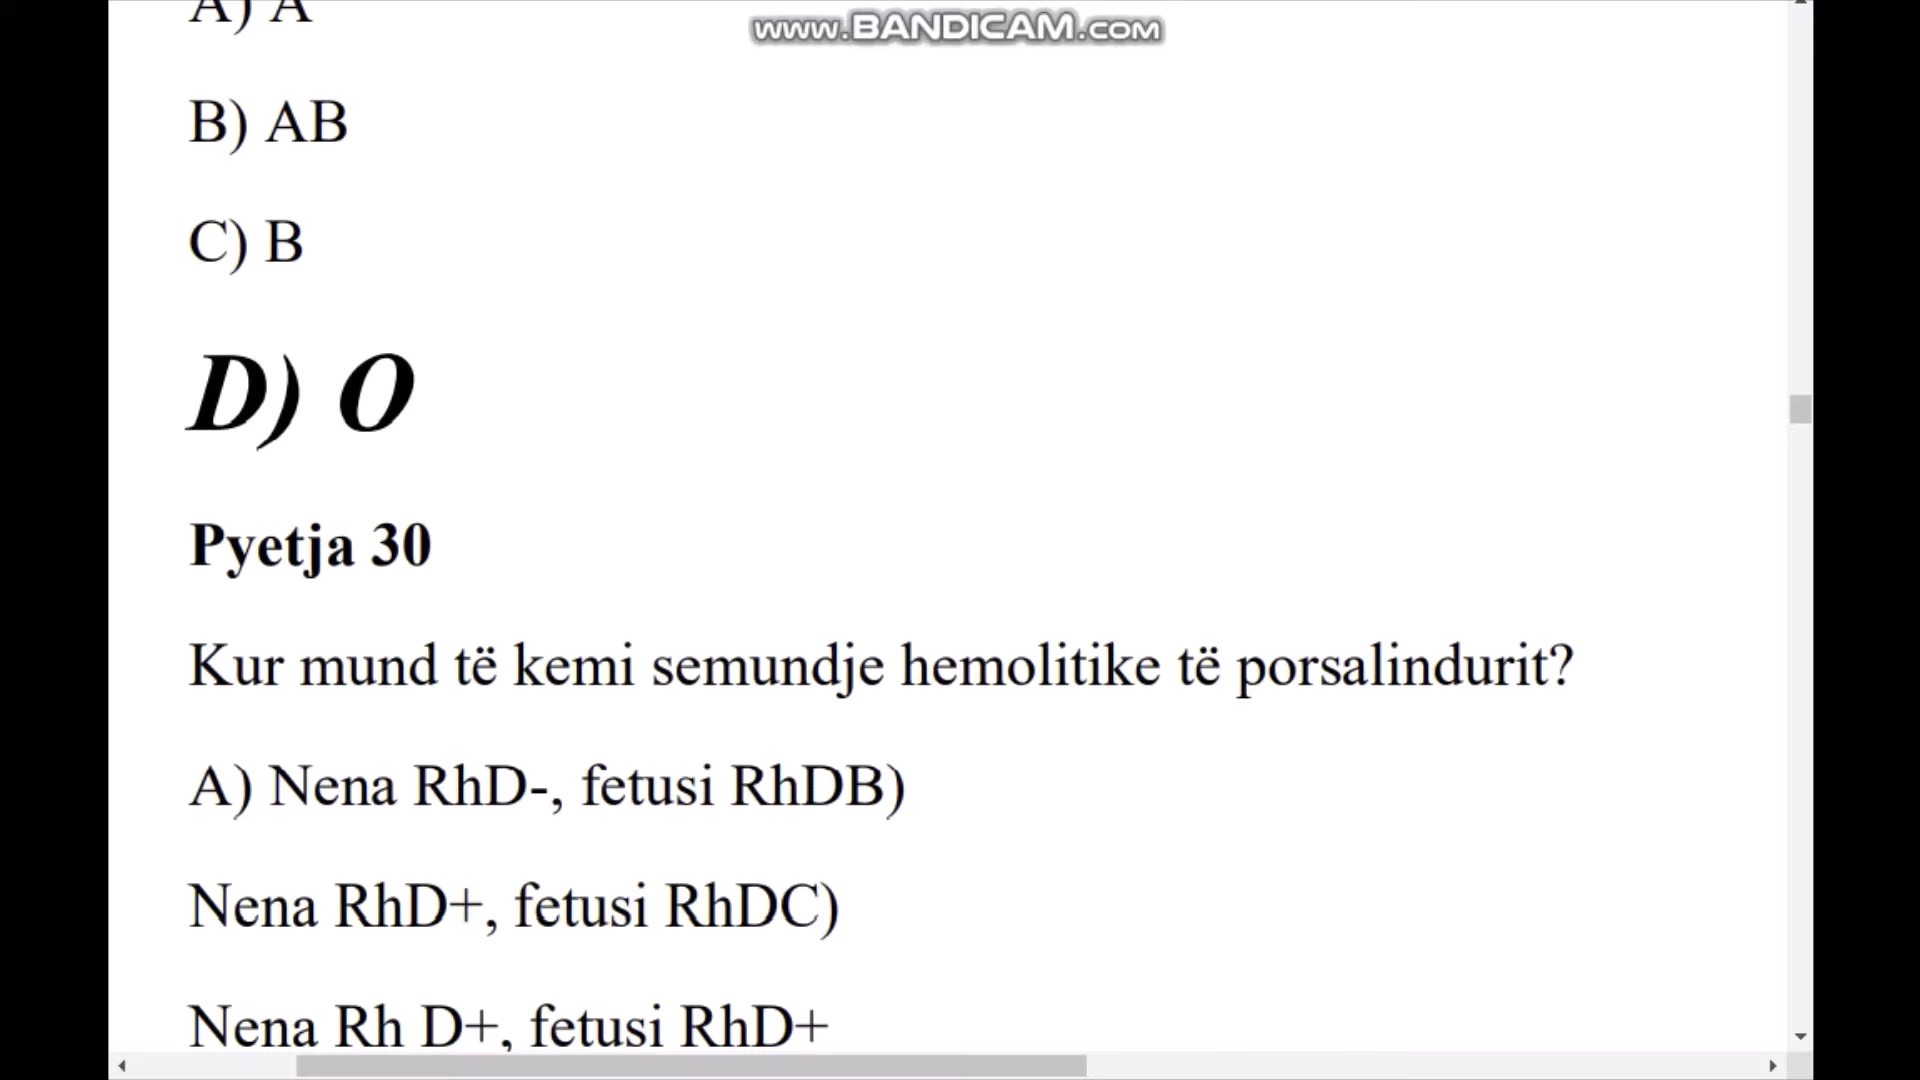 www.BANDICAM.com
A) A
B) AB
C) B
D) O
Pyetja 30
Kur mund të kemi semundje hemolitike të porsalindurit?
A) Nena RhD-, fetusi RhDB)
Nena RhD+, fetusi RhDC)
Nena Rh D+, fetusi RhD+